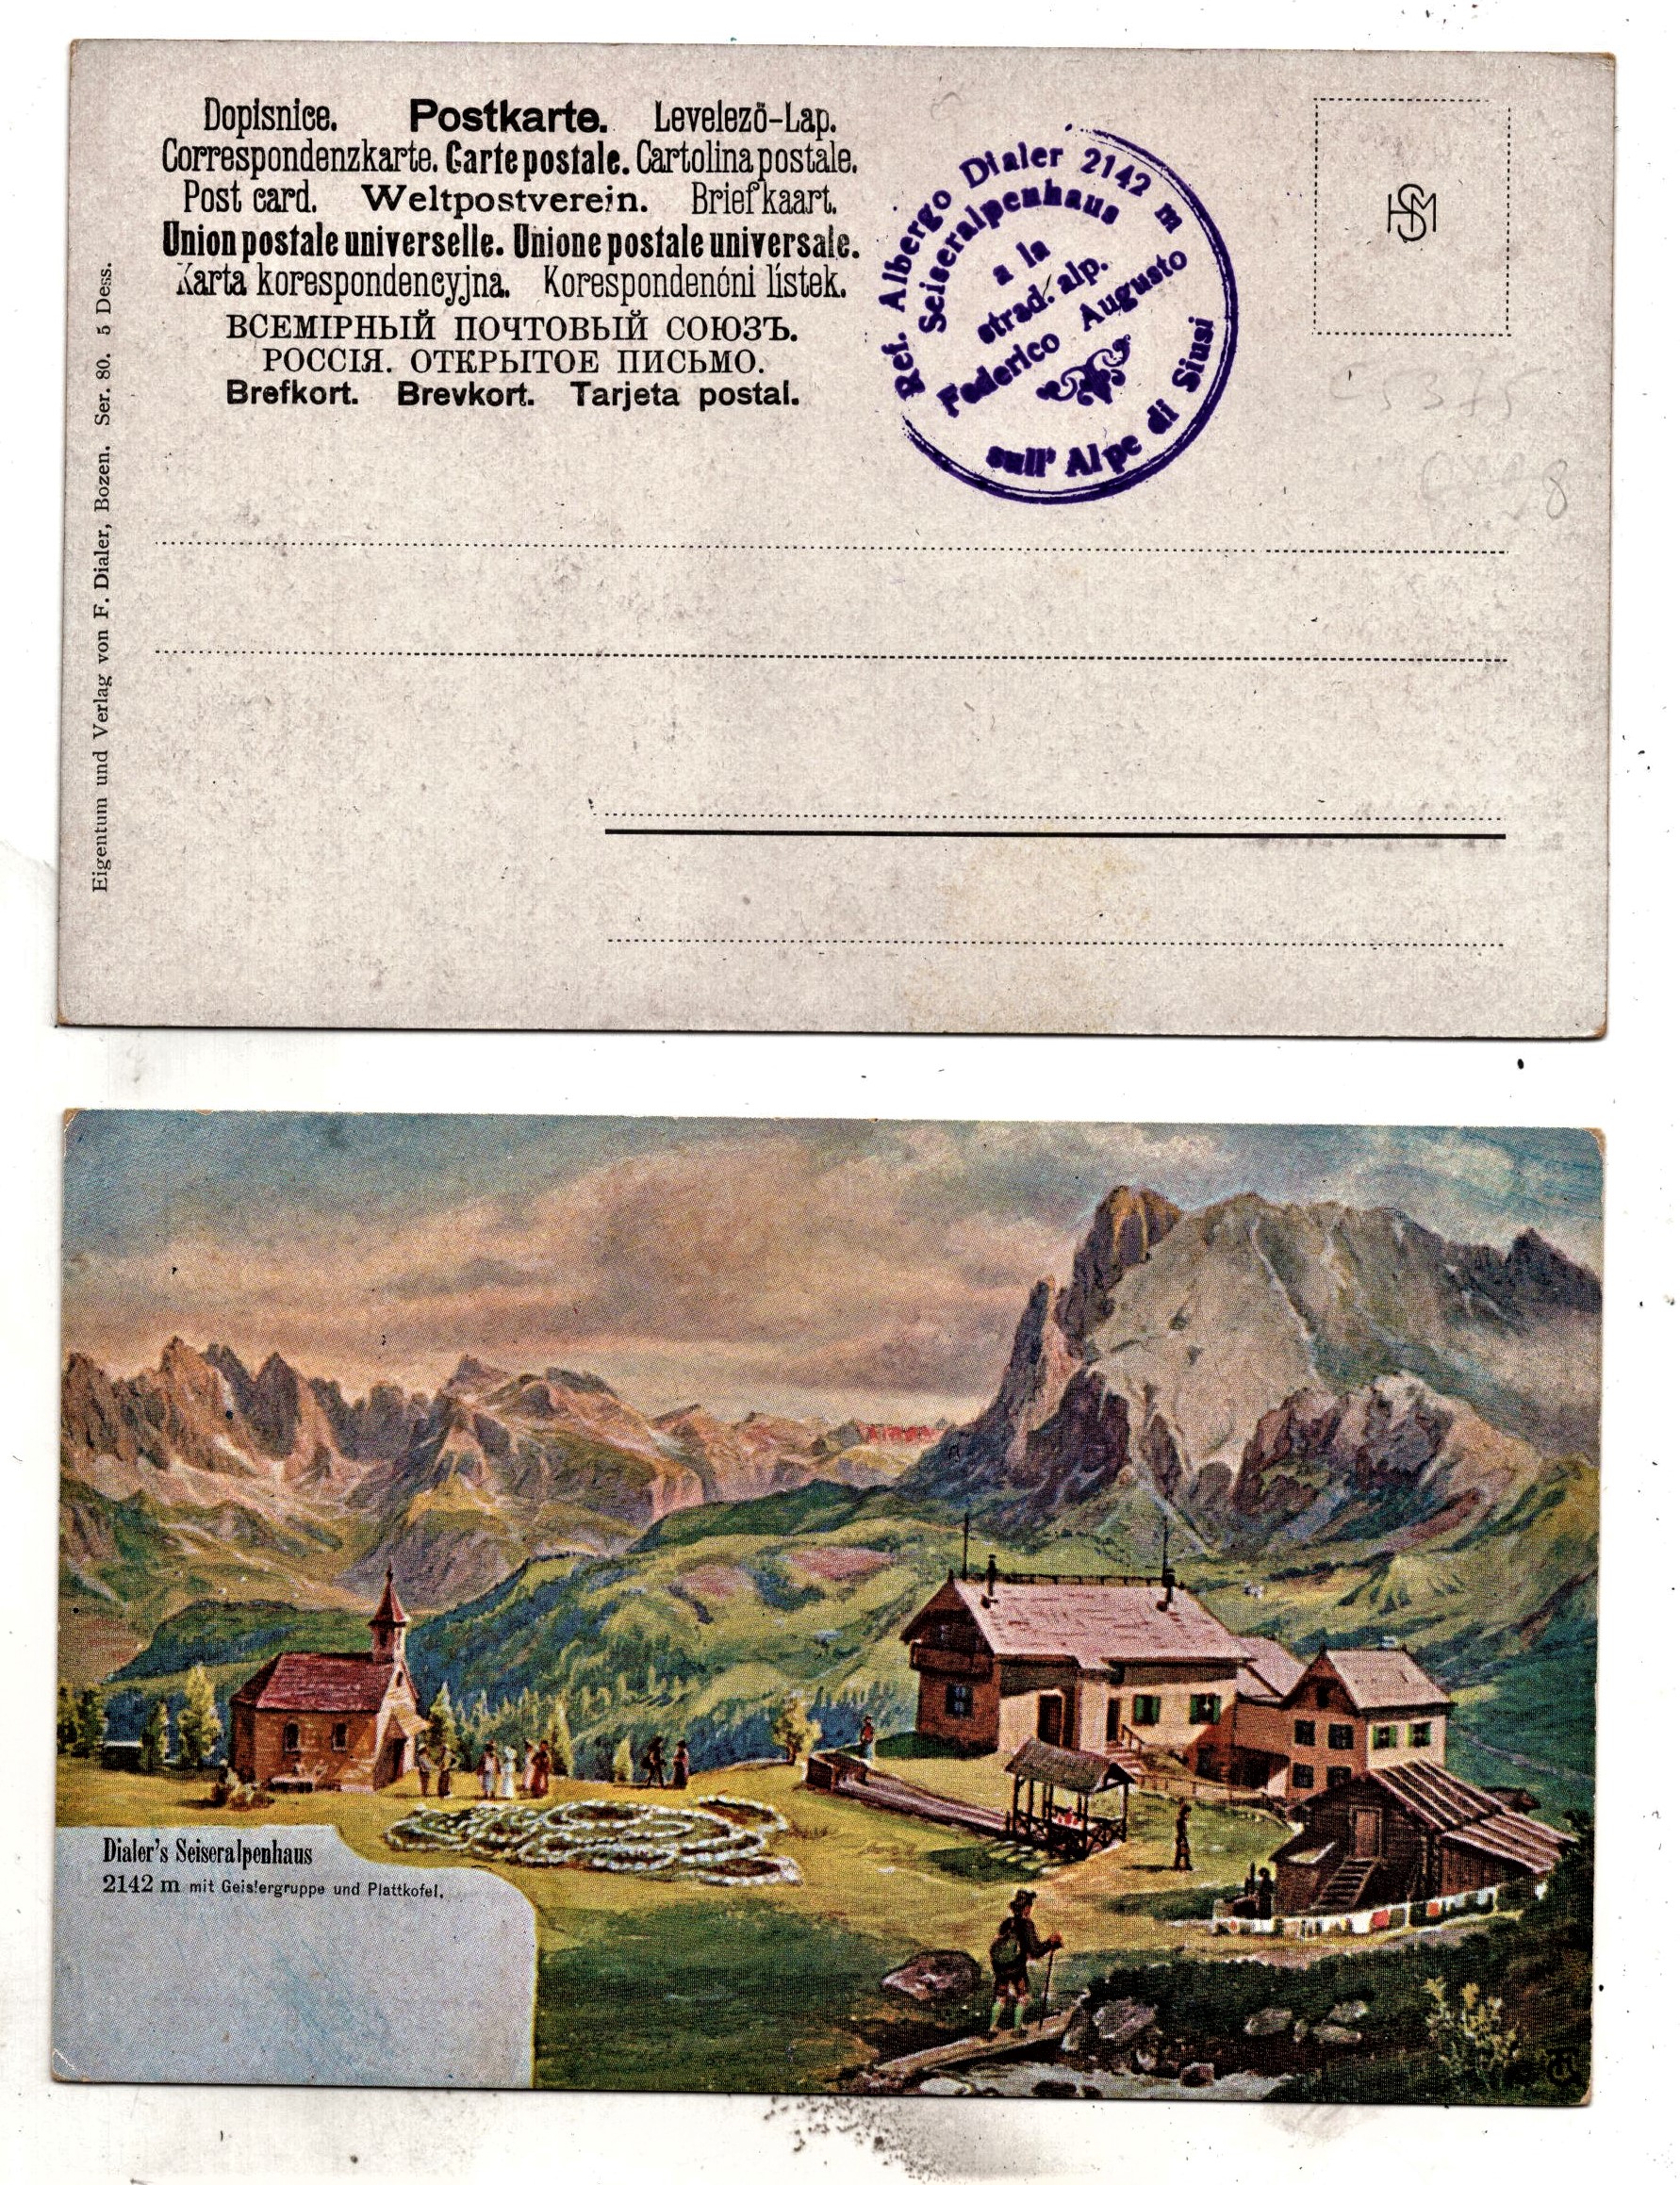 Dopisnice. Postkarte. Levelező-Lap.
Correspondenzkarte. Carte postale. Cartolina postale.
Post card. Weltpostverein. Briefkaart.
Union postale universelle. Unione postale universale.
Karta korespondencyjna. Korespondenóni lístek.
ВСЕМІРНЫЙ ПОЧТОВЫЙ СОЮЗЪ.
РОССІЯ. ОТКРЫТОЕ ПИСЬМО.
Brefkort. Brevkort. Tarjeta postal.
Eigentum und Verlag von F. Dialer, Bozen. Ser. 80. 5 Dess.
Ref. Albergo Dialer 2142 m
Seiseralpenhaus
a la
strad. alp.
Federico Augusto
sull' Alpe di Siusi
HSM
Dialer's Seiseralpenhaus
2142 m mit Geislergruppe und Plattkofel.